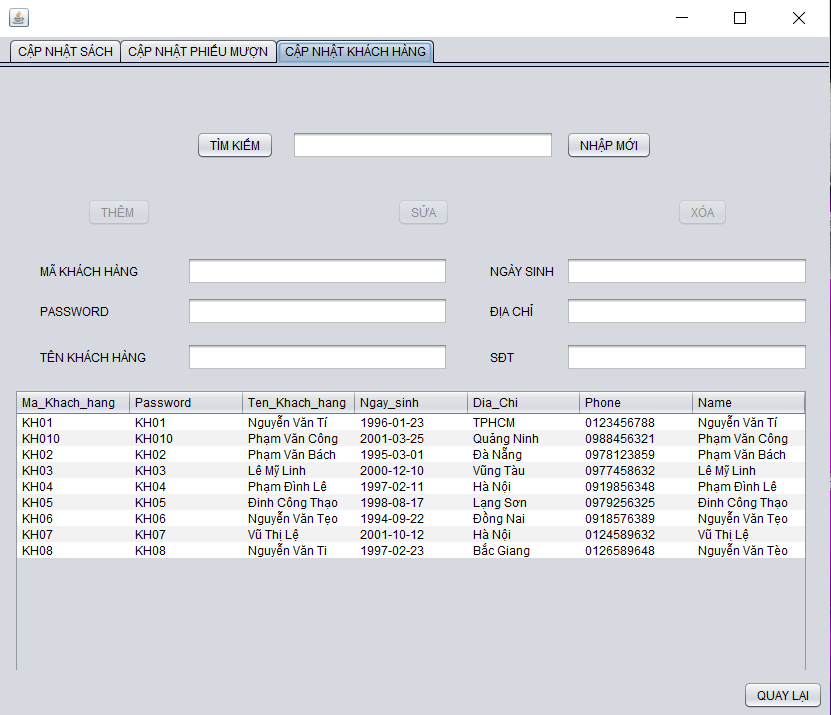 CẬP NHẬT SÁCH CẬP NHẬT PHIẾU MƯỢN CẬP NHẬT KHÁCH HÀNG
TÌM KIẾM NHẬP MỚI
THÊM SỬA XÓA
MÃ KHÁCH HÀNG NGÀY SINH
PASSWORD ĐỊA CHỈ
TÊN KHÁCH HÀNG SĐT
Ma_Khach_hang Password Ten_Khach_hang Ngay_sinh Dia_Chi Phone Name
KH01 KH01 Nguyễn Văn Tí 1996-01-23 TPHCM 0123456788 Nguyễn Văn Tí
KH010 KH010 Phạm Văn Công 2001-03-25 Quảng Ninh 0988456321 Phạm Văn Công
KH02 KH02 Phạm Văn Bách 1995-03-01 Đà Nẵng 0978123859 Phạm Văn Bách
KH03 KH03 Lê Mỹ Linh 2000-12-10 Vũng Tàu 0977458632 Lê Mỹ Linh
KH04 KH04 Phạm Đình Lê 1997-02-11 Hà Nội 0919856348 Phạm Đình Lê
KH05 KH05 Đinh Công Thạo 1998-08-17 Lạng Sơn 0979256325 Đinh Công Thạo
KH06 KH06 Nguyễn Văn Tẹo 1994-09-22 Đồng Nai 0918576389 Nguyễn Văn Tẹo
KH07 KH07 Vũ Thị Lệ 2001-10-12 Hà Nội 0124589632 Vũ Thị Lệ
KH08 KH08 Nguyễn Văn Ti 1997-02-23 Bắc Giang 0126589648 Nguyễn Văn Tèo
QUAY LẠI